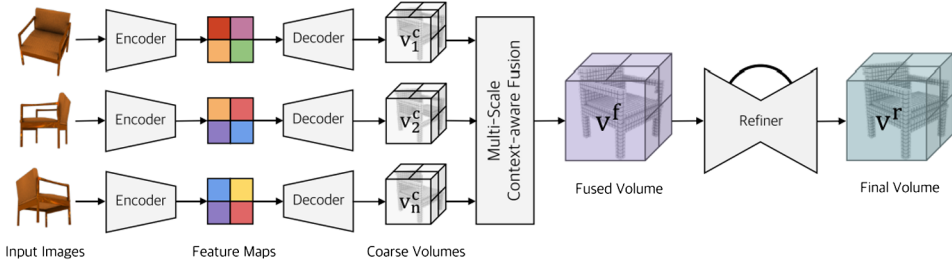 Encoder
Decoder
v₁ᶜ
Encoder
Decoder
v₂ᶜ
Encoder
Decoder
vₙᶜ
Multi-Scale
Context-aware Fusion
vᶠ
Refiner
vʳ
Fused Volume
Final Volume
Input Images
Feature Maps
Coarse Volumes